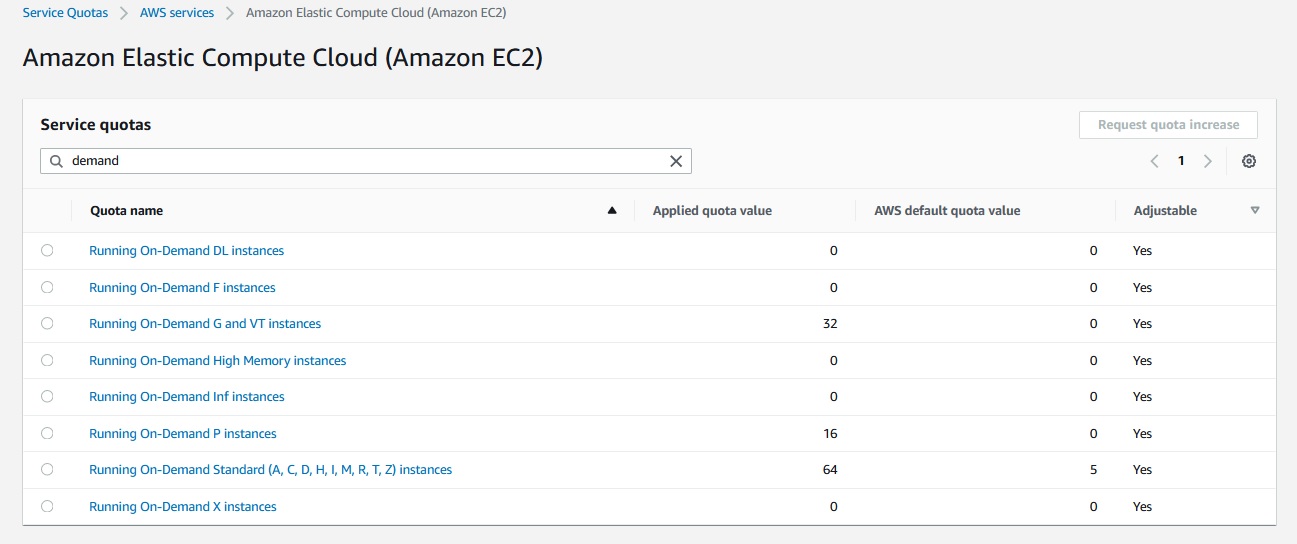 Service Quotas > AWS services > Amazon Elastic Compute Cloud (Amazon EC2)
Amazon Elastic Compute Cloud (Amazon EC2)
Service quotas Request quota increase
demand 1
Quota name Applied quota value AWS default quota value Adjustable
Running On-Demand DL instances 0 0 Yes
Running On-Demand F instances 0 0 Yes
Running On-Demand G and VT instances 32 0 Yes
Running On-Demand High Memory instances 0 0 Yes
Running On-Demand Inf instances 0 0 Yes
Running On-Demand P instances 16 0 Yes
Running On-Demand Standard (A, C, D, H, I, M, R, T, Z) instances 64 5 Yes
Running On-Demand X instances 0 0 Yes